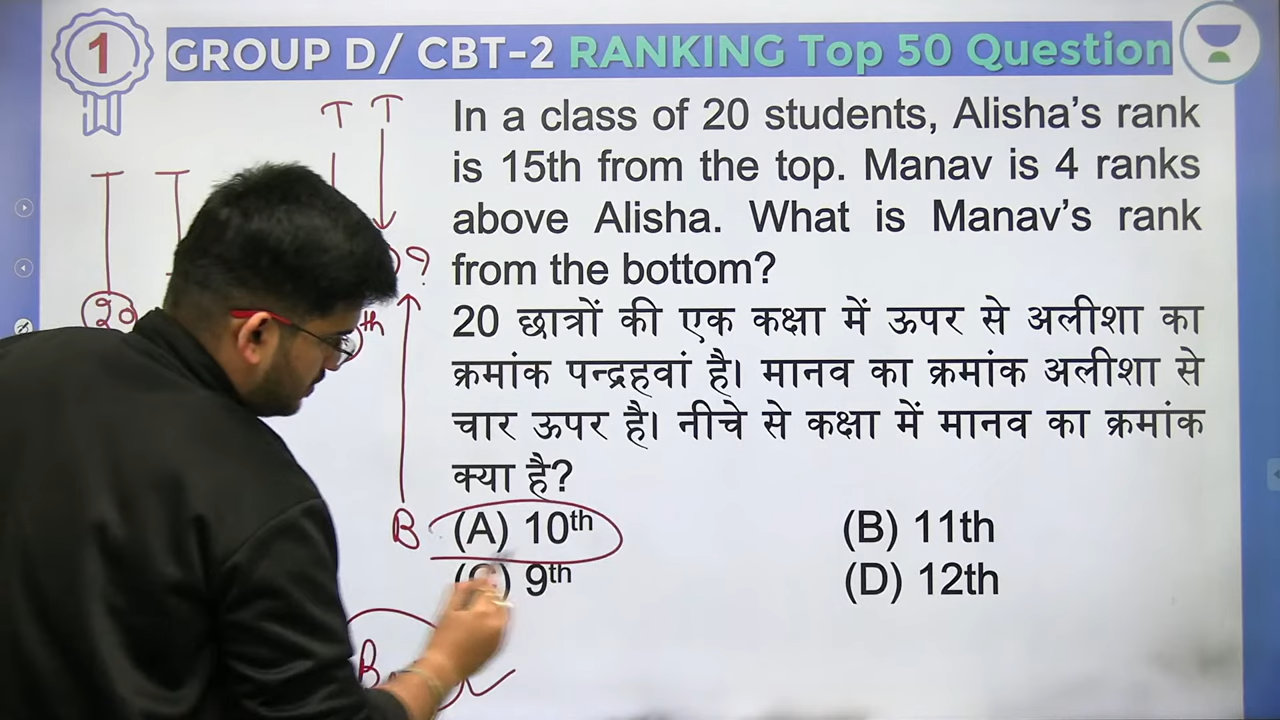 1
GROUP D/ CBT-2 RANKING Top 50 Question
T T
T T
In a class of 20 students, Alisha's rank
is 15th from the top. Manav is 4 ranks
above Alisha. What is Manav's rank
from the bottom?
?
20
th
20 छात्रों की एक कक्षा में ऊपर से अलीशा का
क्रमांक पन्द्रहवां है। मानव का क्रमांक अलीशा से
चार ऊपर है। नीचे से कक्षा में मानव का क्रमांक
क्या है?
B
(A) 10th
(B) 11th
(C) 9th
(D) 12th
B